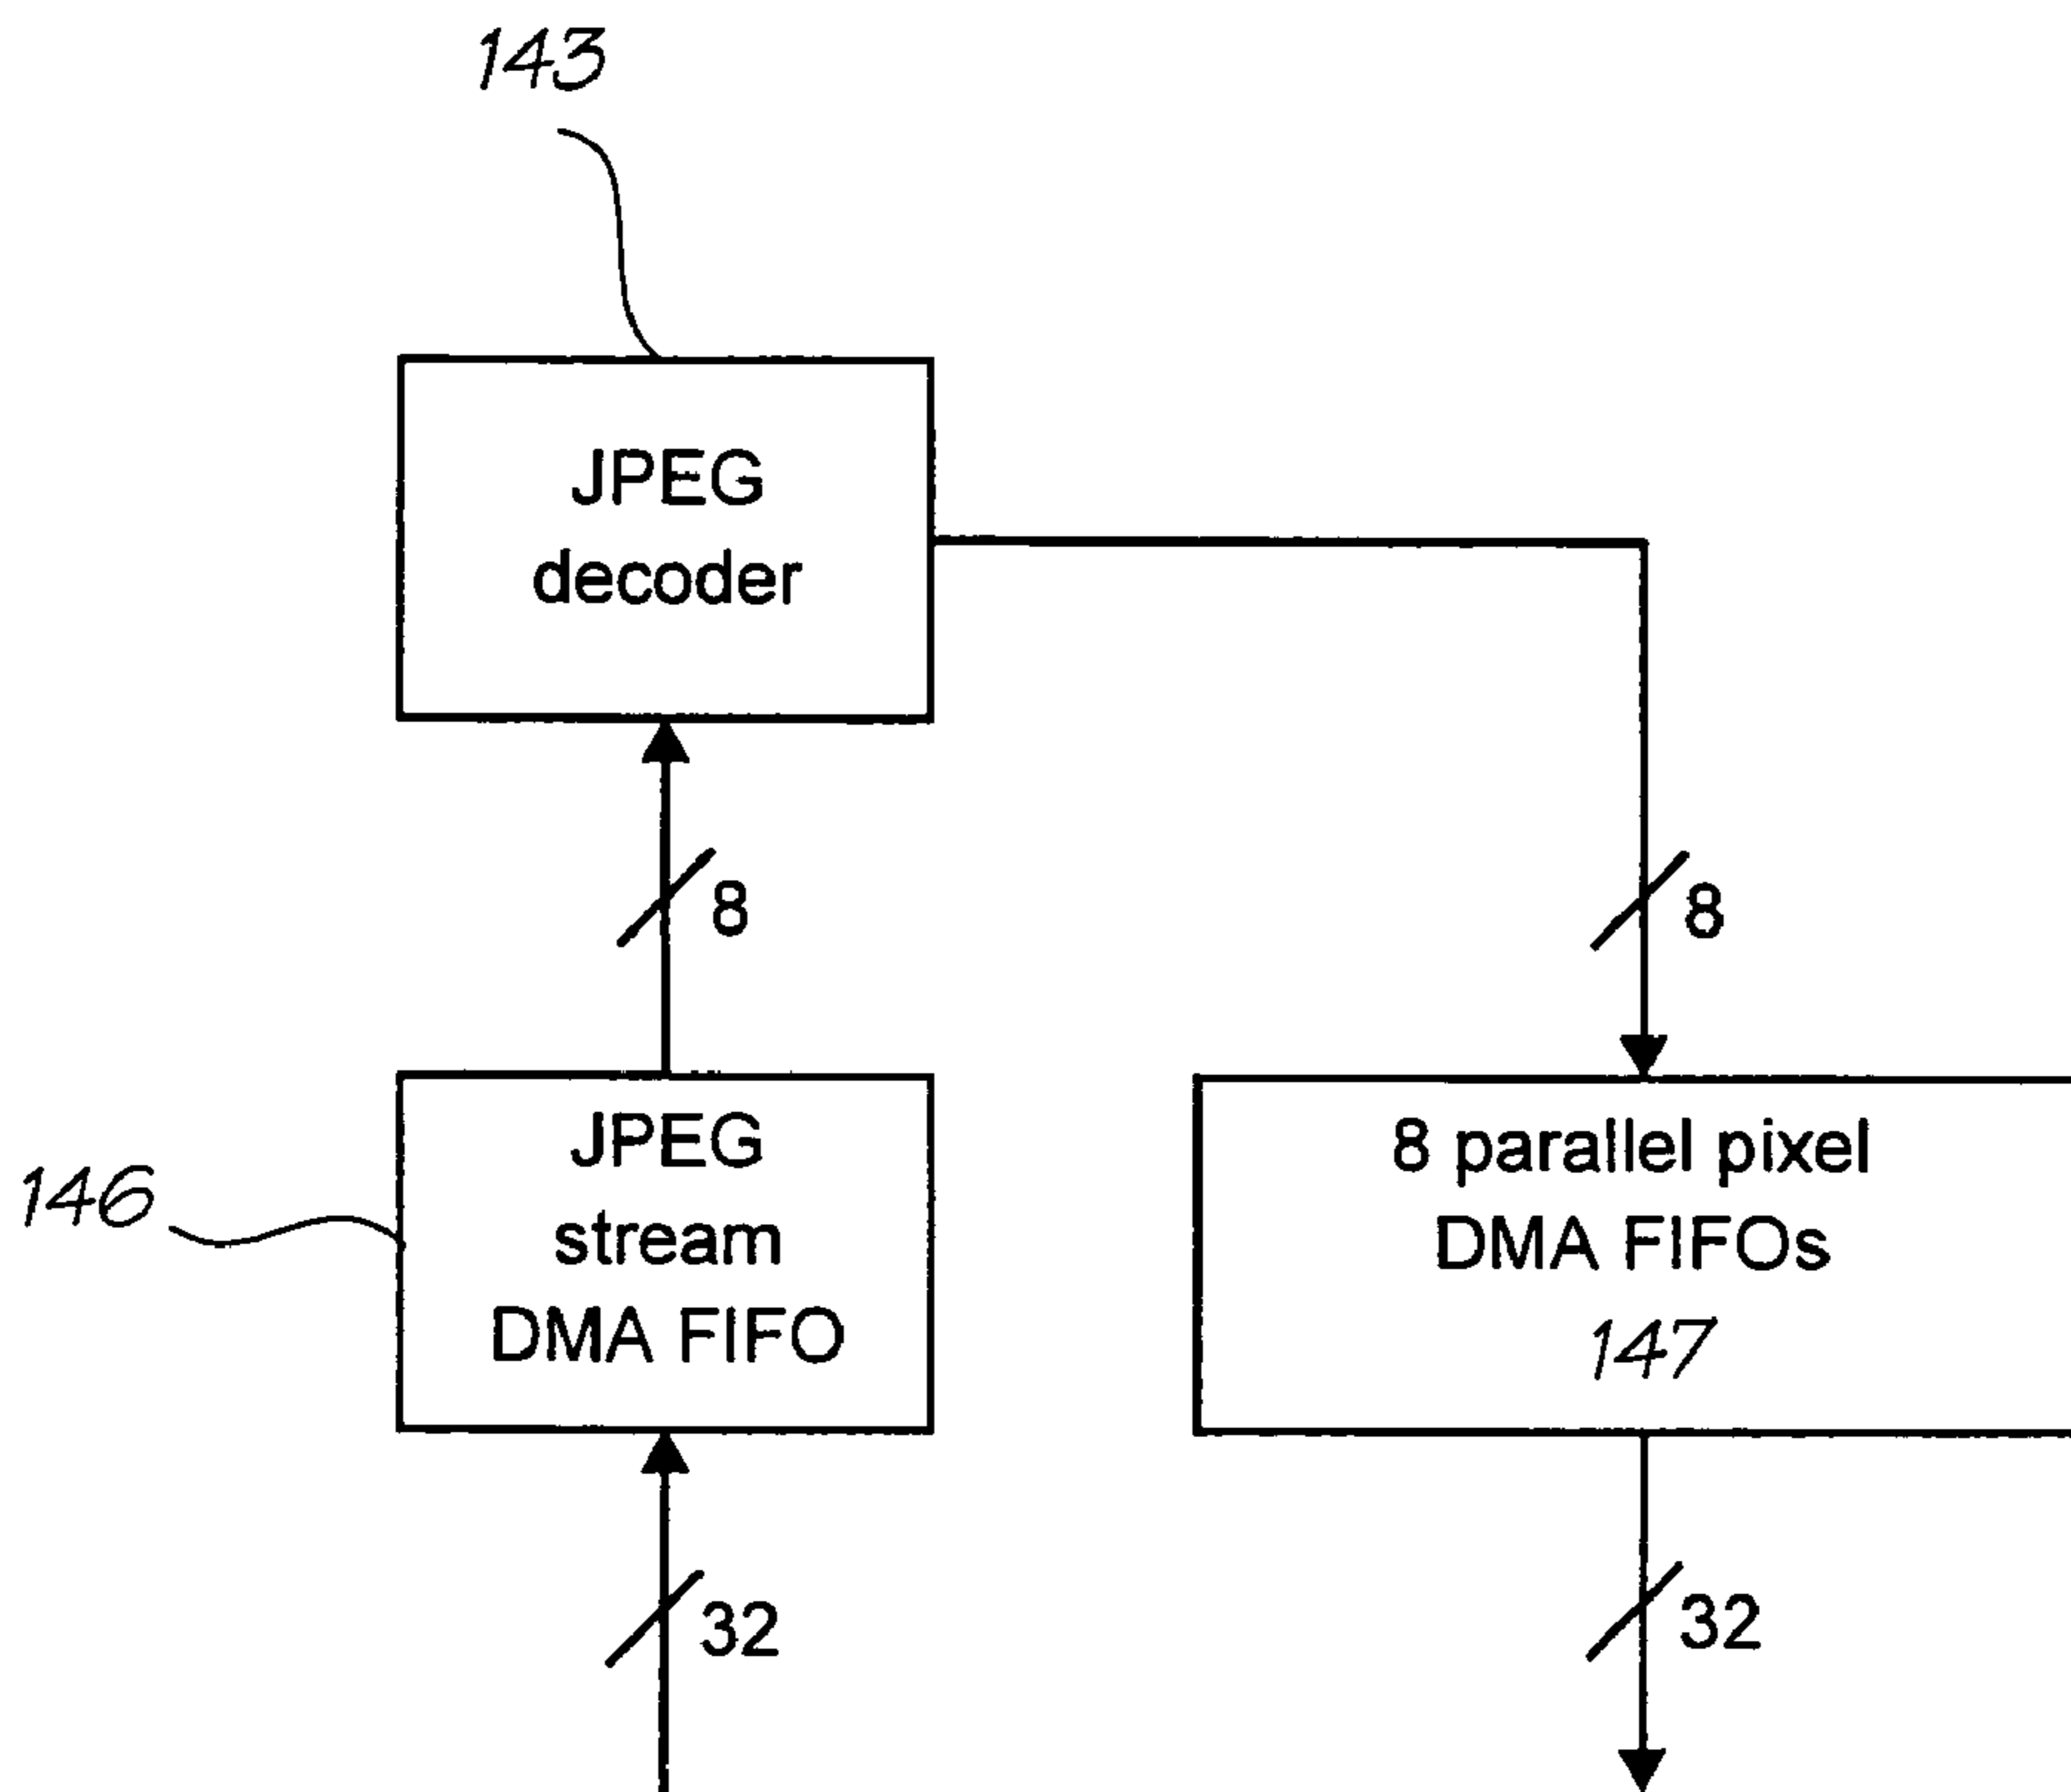 143
JPEG
decoder
8
8
146
JPEG
stream
DMA FIFO
8 parallel pixel
DMA FIFOs
147
32
32